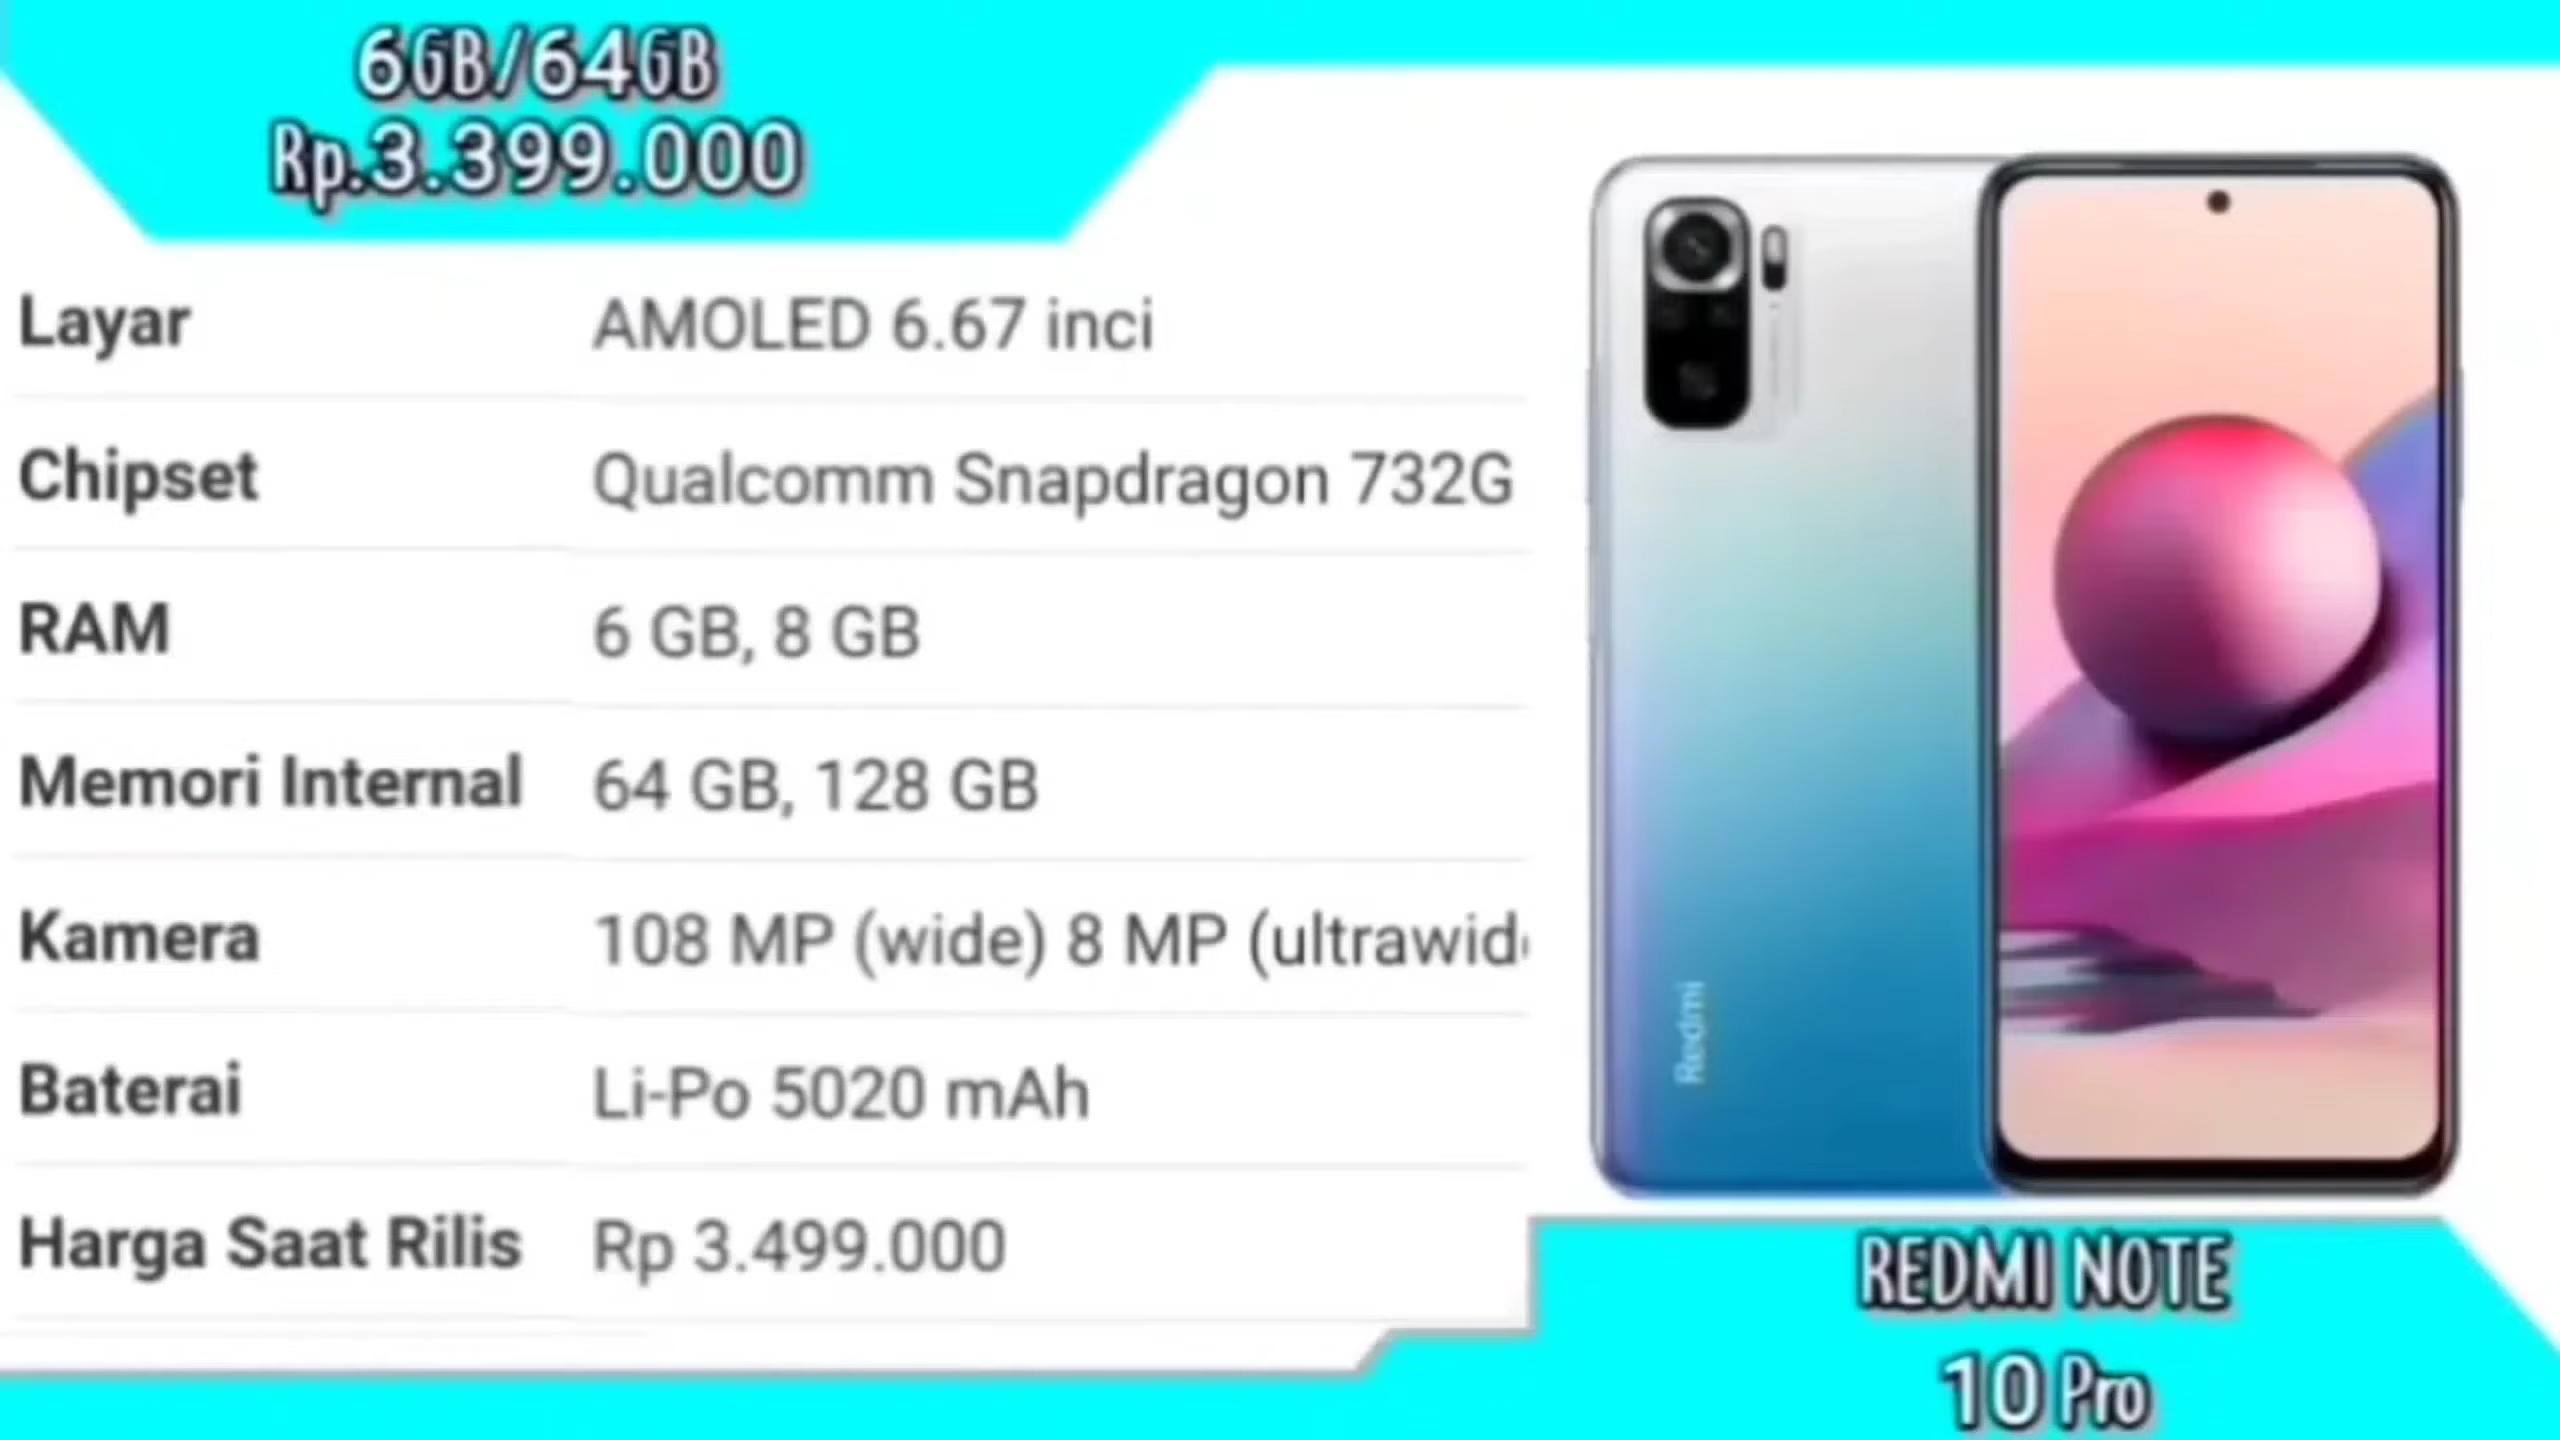 6GB/64GB
Rp.3.399.000
Layar AMOLED 6.67 inci
Chipset Qualcomm Snapdragon 732G
RAM 6 GB, 8 GB
Memori Internal 64 GB, 128 GB
Kamera 108 MP (wide) 8 MP (ultrawid
Baterai Li-Po 5020 mAh
Harga Saat Rilis Rp 3.499.000
Redmi
REDMI NOTE
10 Pro